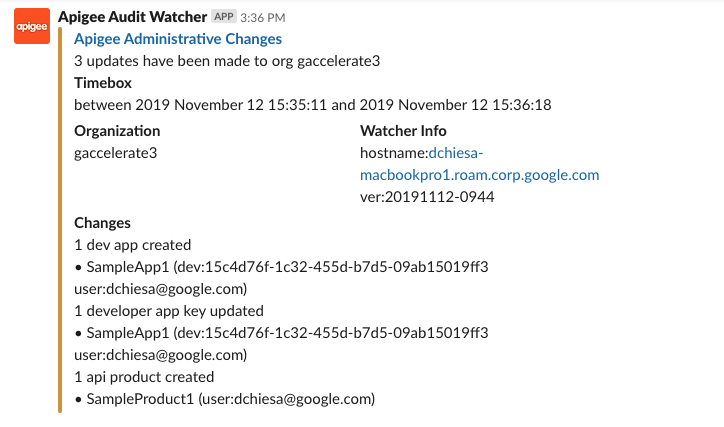 apigee
Apigee Audit Watcher APP 3:36 PM
Apigee Administrative Changes
3 updates have been made to org gaccelerate3
Timebox
between 2019 November 12 15:35:11 and 2019 November 12 15:36:18
Organization
gaccelerate3
Watcher Info
hostname:dchiesa-
macbookpro1.roam.corp.google.com
ver:20191112-0944
Changes
1 dev app created
• SampleApp1 (dev:15c4d76f-1c32-455d-b7d5-09ab15019ff3
user:dchiesa@google.com)
1 developer app key updated
• SampleApp1 (dev:15c4d76f-1c32-455d-b7d5-09ab15019ff3
user:dchiesa@google.com)
1 api product created
• SampleProduct1 (user:dchiesa@google.com)